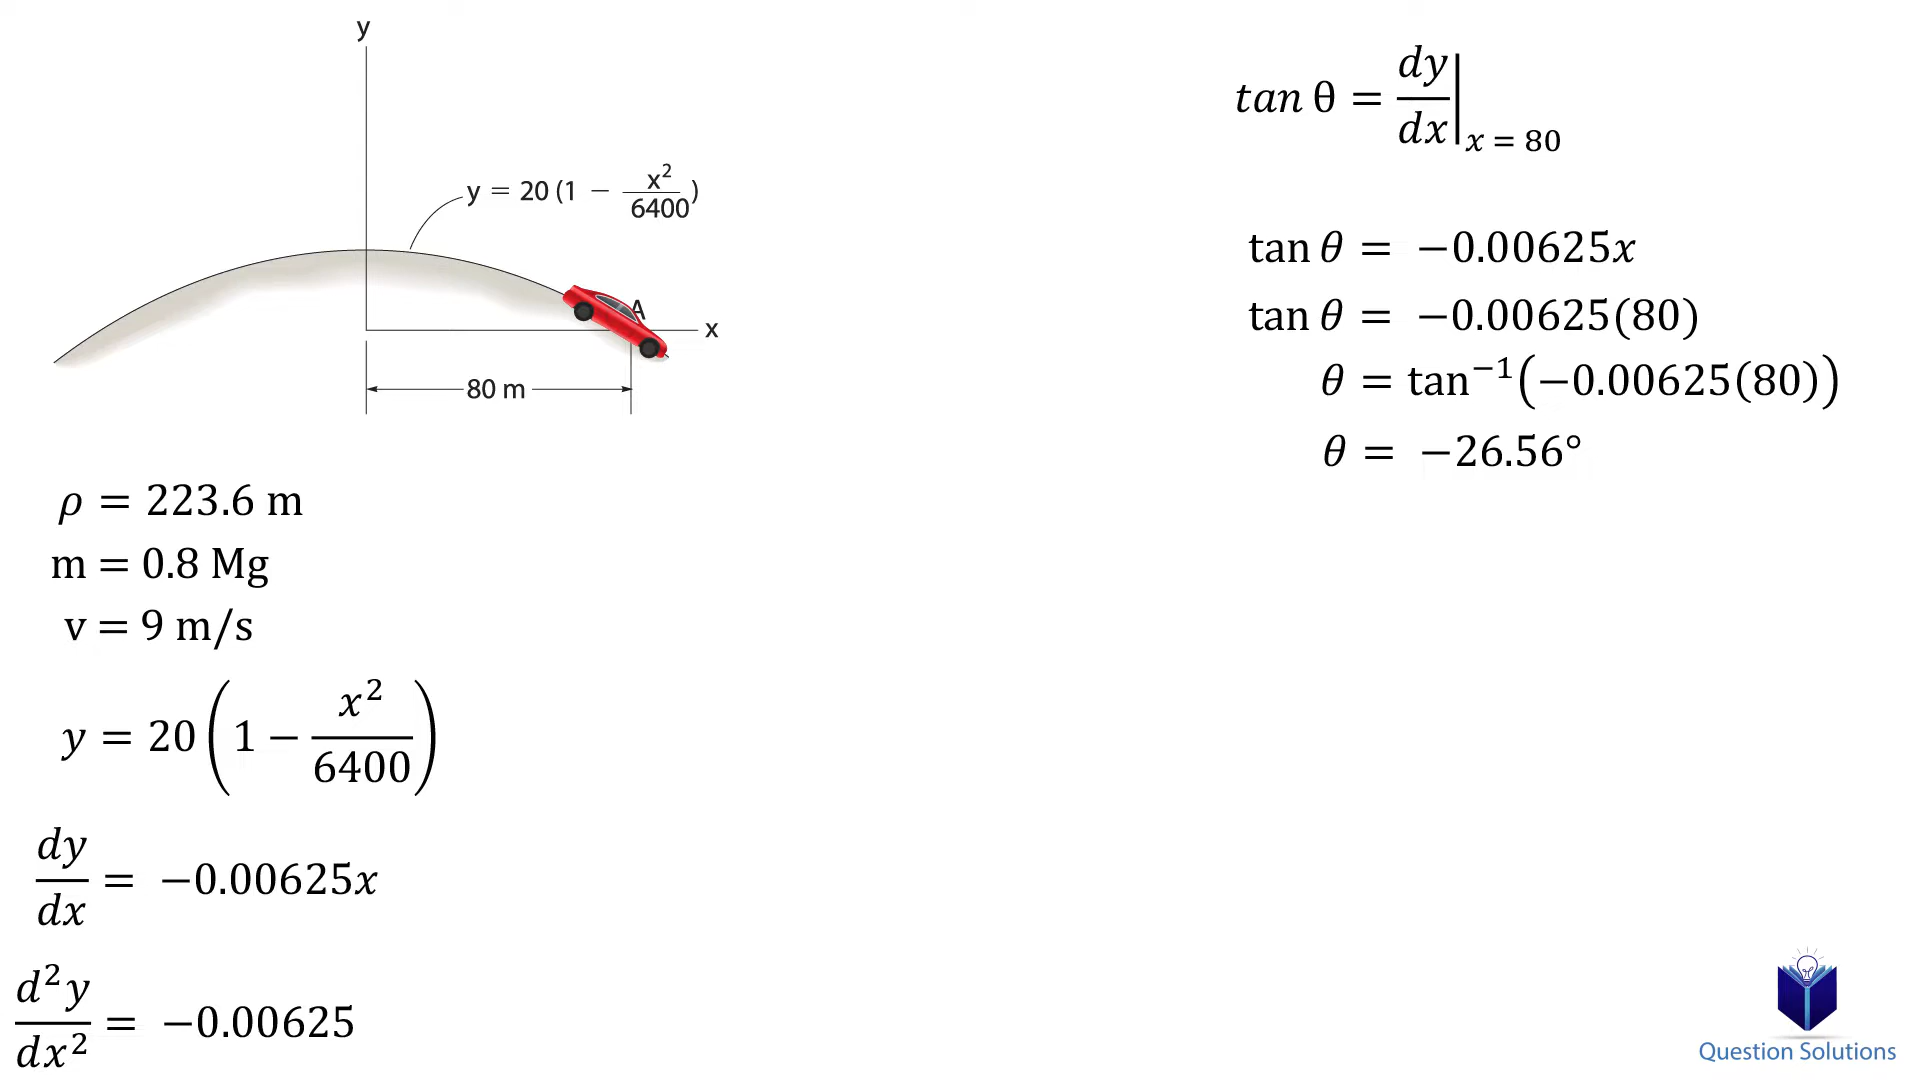 y
y = 20 (1 − x²/6400)
A
x
80 m
ρ = 223.6 m
m = 0.8 Mg
v = 9 m/s
y = 20 (1 − x²/6400)
dy/dx = −0.00625x
d²y/dx² = −0.00625
tan θ = dy/dx|x = 80
tan θ = −0.00625x
tan θ = −0.00625(80)
θ = tan⁻¹(−0.00625(80))
θ = −26.56°
Question Solutions